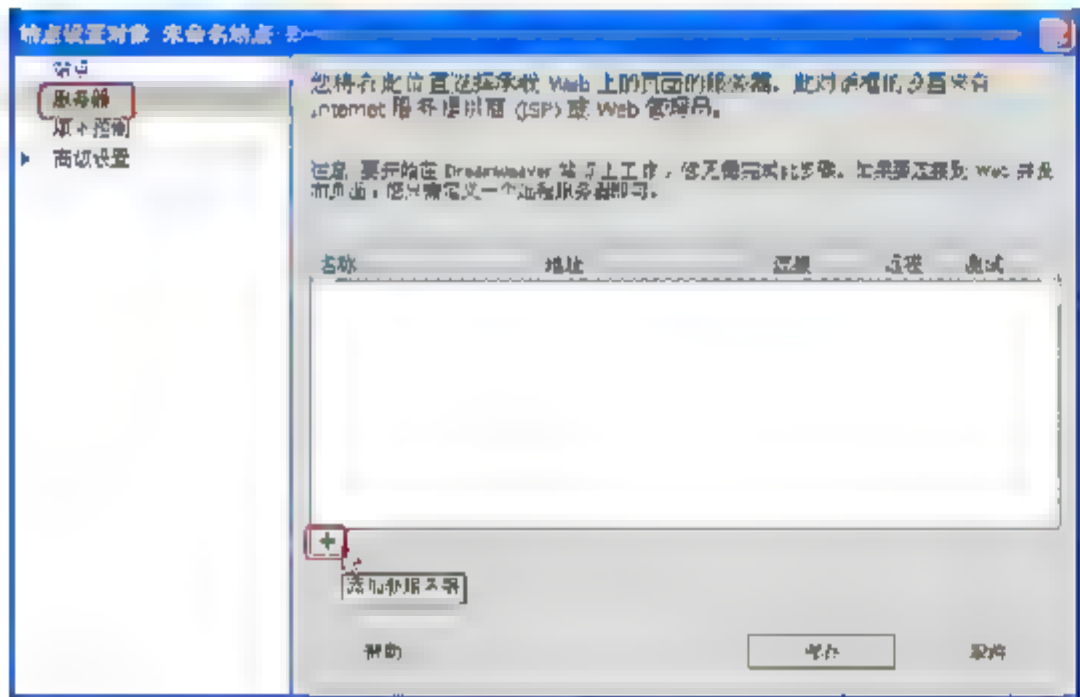 站点设置对象 未命名站点 2
站点
服务器
版本控制
高级设置
您将在此位置选择承载 Web 上的页面的服务器。此对话框的设置来自
Internet 服务提供商 (ISP) 或 Web 管理员。
注意:要开始在 Dreamweaver 站点上工作,您无需完成此步骤。如果要连接到 Web 并发
布页面,您只需定义一个远程服务器即可。
名称 地址 连接 远程 测试
添加新服务器
帮助 保存 取消